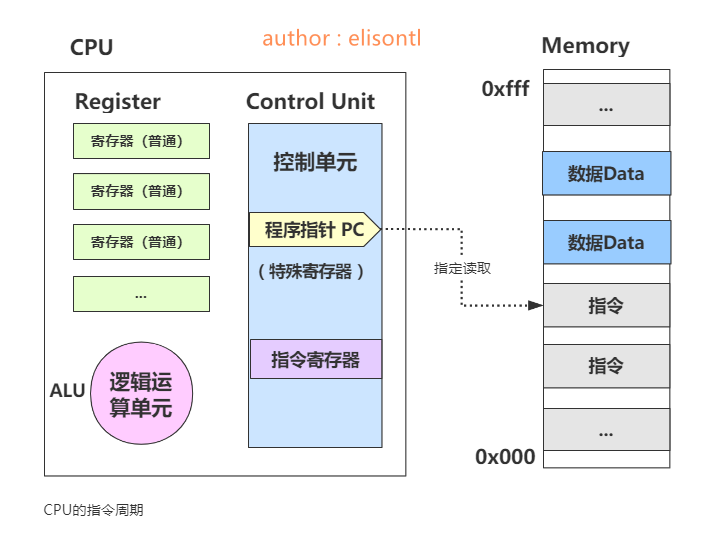 author : elisontl
CPU
Memory
Register
Control Unit
寄存器（普通）
寄存器（普通）
寄存器（普通）
...
ALU
逻辑运
算单元
控制单元
程序指针 PC
（特殊寄存器）
指令寄存器
指定读取
0xfff
...
数据Data
数据Data
指令
指令
...
0x000
CPU的指令周期